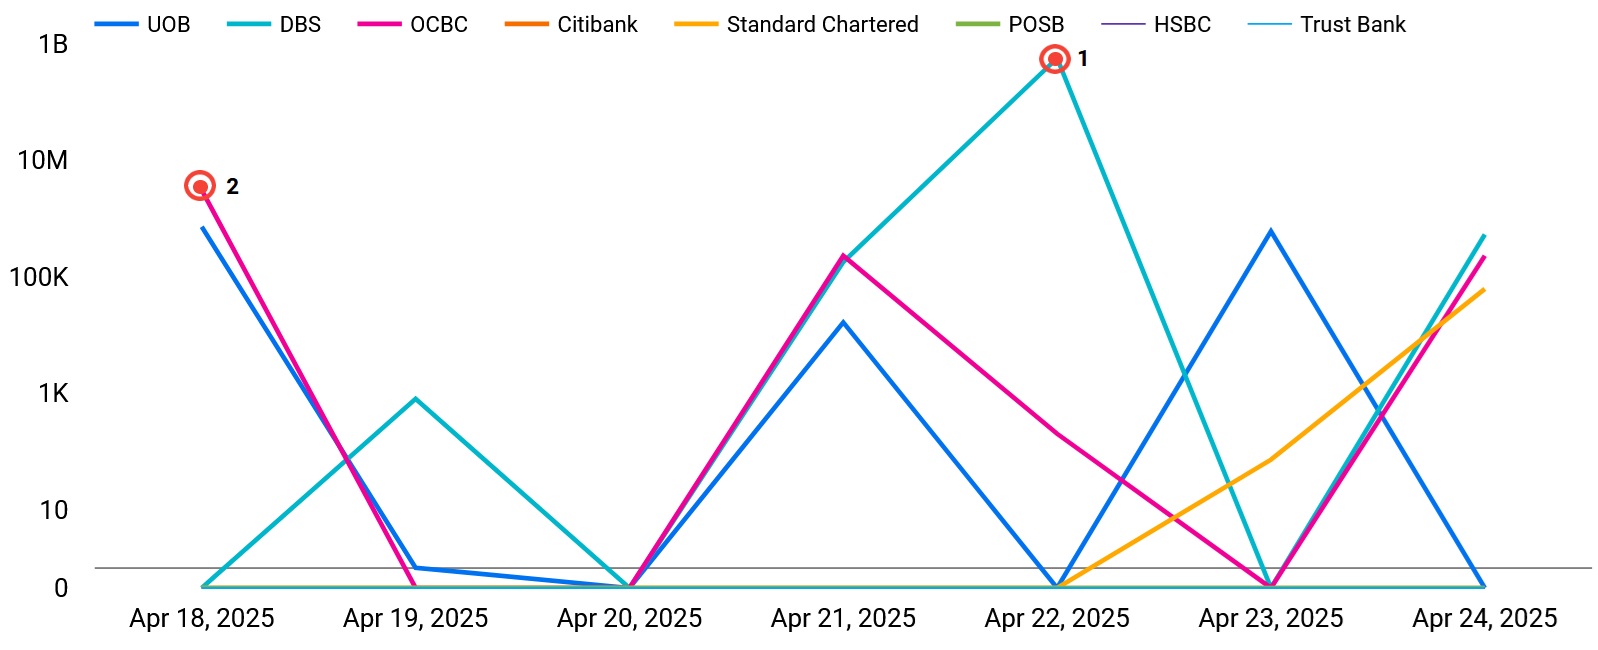 UOB DBS OCBC Citibank Standard Chartered POSB HSBC Trust Bank
1B
1
10M
2
100K
1K
10
0
Apr 18, 2025 Apr 19, 2025 Apr 20, 2025 Apr 21, 2025 Apr 22, 2025 Apr 23, 2025 Apr 24, 2025